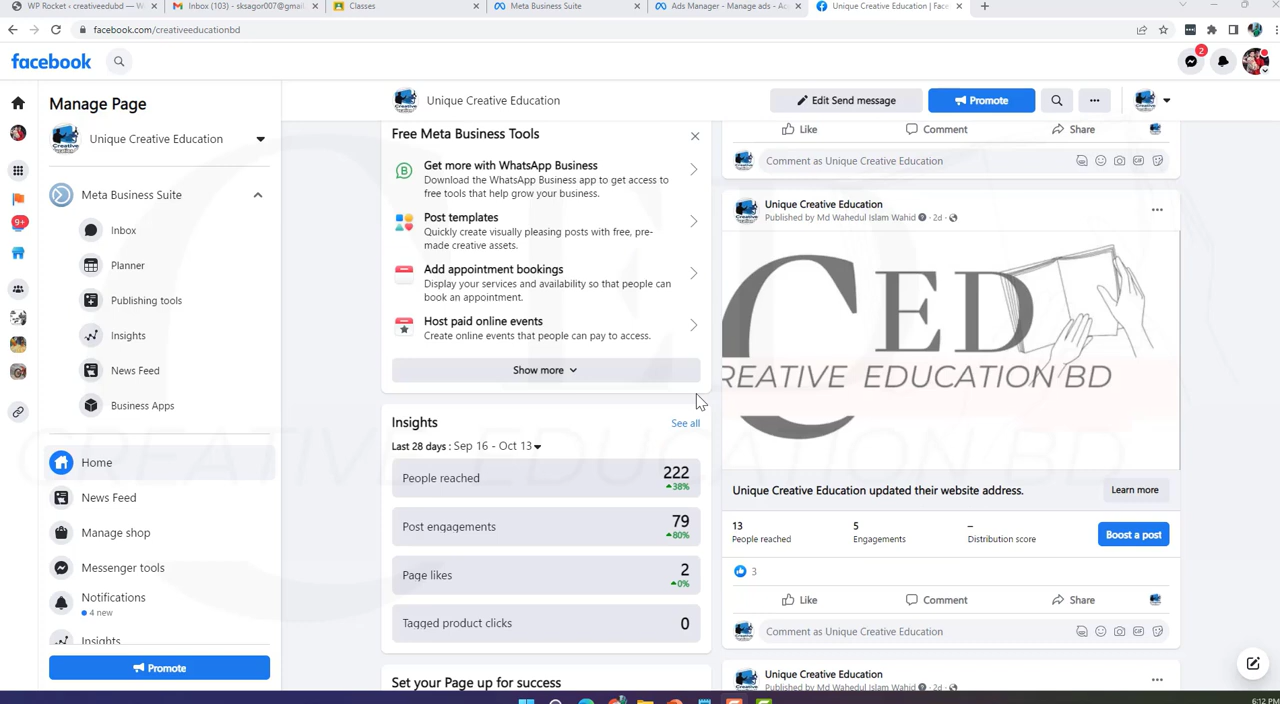 WP Rocket ‹ creativeedubd — W
Inbox (103) - sksagor007@gmail.
Classes
Meta Business Suite
Ads Manager - Manage ads - Ac
Unique Creative Education | Face
facebook.com/creativeeducationbd
facebook
2
Manage Page
Unique Creative Education
Edit Send message
Promote
Unique Creative Education
Meta Business Suite
Inbox
Planner
Publishing tools
Insights
News Feed
Business Apps
9+
Home
News Feed
Manage shop
Messenger tools
Notifications
4 new
Insights
Promote
Free Meta Business Tools
Get more with WhatsApp Business
Download the WhatsApp Business app to get access to
free tools that help grow your business.
Post templates
Quickly create visually pleasing posts with free, pre-
made creative assets.
Add appointment bookings
Display your services and availability so that people can
book an appointment.
Host paid online events
Create online events that people can pay to access.
Show more
Insights
See all
Last 28 days : Sep 16 - Oct 13
People reached
222
38%
Post engagements
79
80%
Page likes
2
0%
Tagged product clicks
0
Set your Page up for success
Like
Comment
Share
Comment as Unique Creative Education
Unique Creative Education
Published by Md Wahedul Islam Wahid · 2d ·
CED
CREATIVE EDUCATION BD
Unique Creative Education updated their website address.
Learn more
13
People reached
5
Engagements
–
Distribution score
Boost a post
3
Like
Comment
Share
Comment as Unique Creative Education
Unique Creative Education
Published by Md Wahedul Islam Wahid · 2d ·
CREATIVE EDUCATION BD
6:12 PM